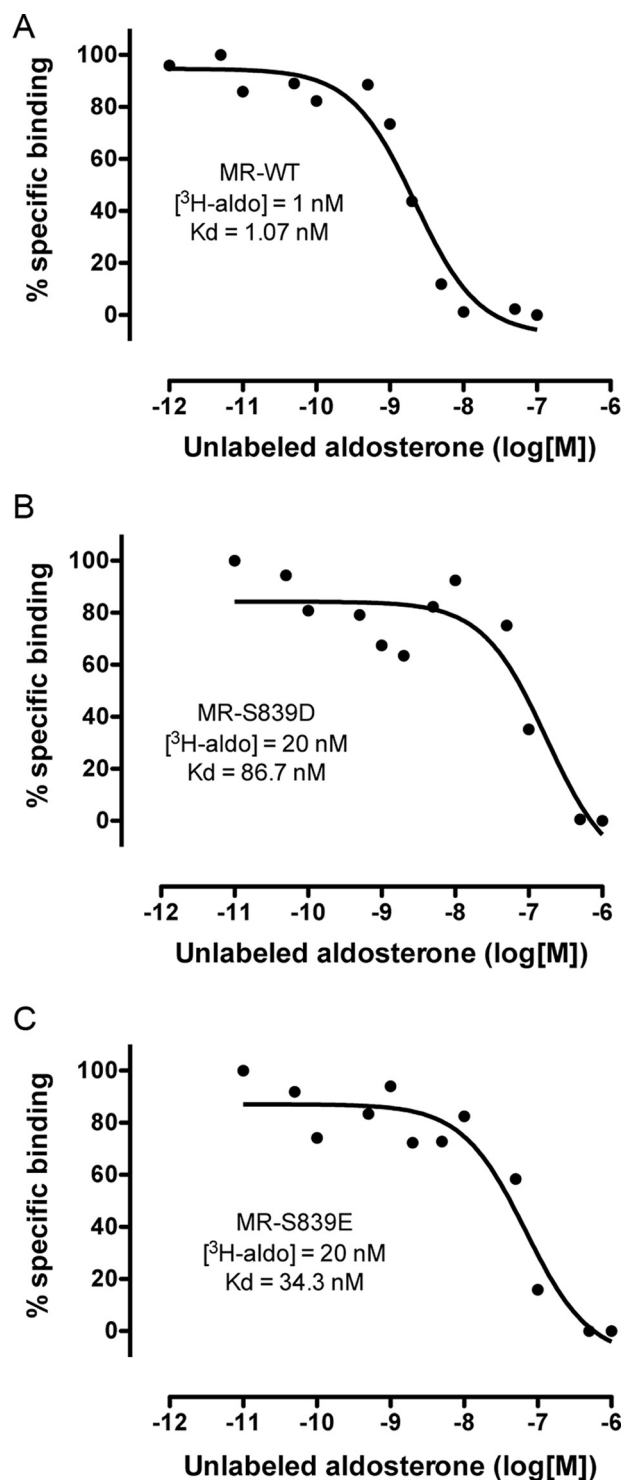 A
% specific binding
100
80
60
40
20
0
MR-WT
[³H-aldo] = 1 nM
Kd = 1.07 nM
-12 -11 -10 -9 -8 -7 -6
Unlabeled aldosterone (log[M])
B
% specific binding
100
80
60
40
20
0
MR-S839D
[³H-aldo] = 20 nM
Kd = 86.7 nM
-12 -11 -10 -9 -8 -7 -6
Unlabeled aldosterone (log[M])
C
% specific binding
100
80
60
40
20
0
MR-S839E
[³H-aldo] = 20 nM
Kd = 34.3 nM
-12 -11 -10 -9 -8 -7 -6
Unlabeled aldosterone (log[M])